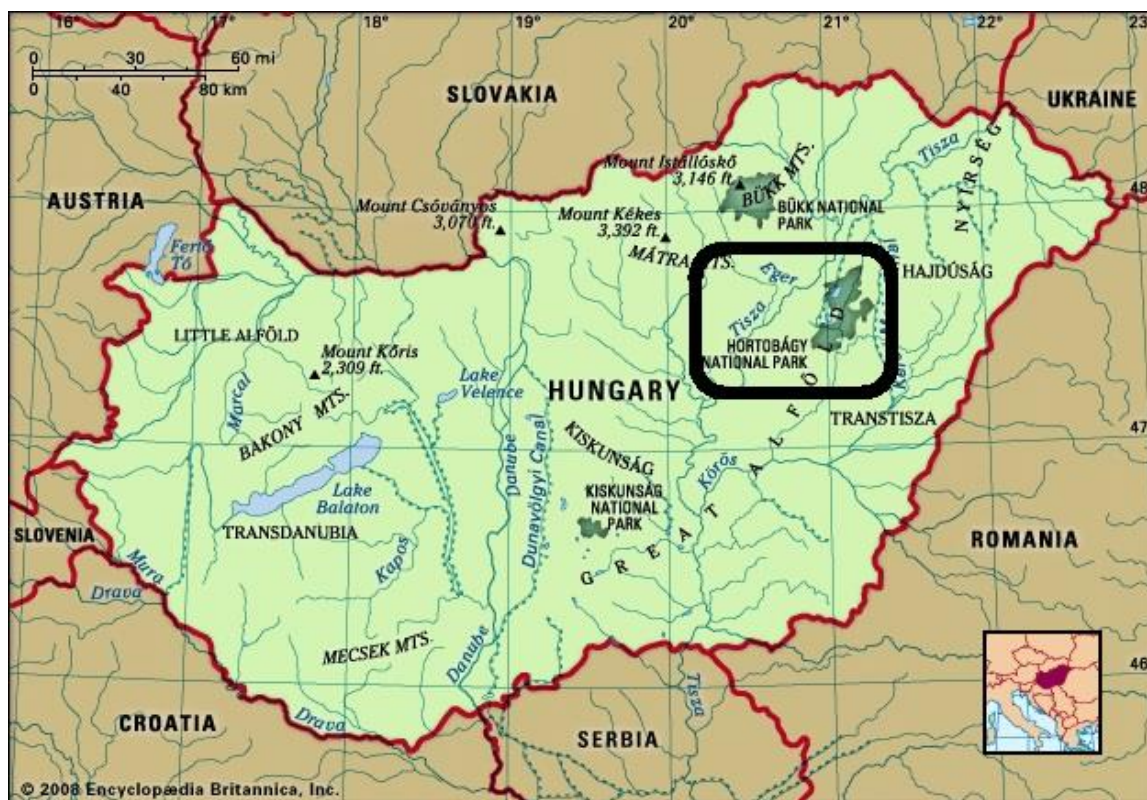 16° 17° 18° 19° 20° 21° 22° 23
0 30 60 mi
0 40 80 km
SLOVAKIA
UKRAINE
AUSTRIA
Mount Istállóskő
3,146 ft.
BÜKK MTS.
Tisza
NYÍRSÉG
48
Mount Csóványos
3,070 ft.
Mount Kékes
3,392 ft.
BÜKK NATIONAL
PARK
Fertő
Tó
MÁTRA MTS.
Eger
HAJDÚSÁG
Tisza
LITTLE ALFÖLD
HORTOBÁGY
NATIONAL PARK
Mount Kőris
2,309 ft.
Lake
Velence
HUNGARY
Marcal
BAKONY MTS.
TRANSTISZA
47
KISKUNSÁG
Danube
Dunavölgyi Canal
Körös
GREAT ALFÖLD
Lake
Balaton
KISKUNSÁG
NATIONAL
PARK
TRANSDANUBIA
SLOVENIA
ROMANIA
Mura
Kapos
Drava
MECSEK MTS.
Danube
46
Tisza
CROATIA
Drava
SERBIA
© 2008 Encyclopædia Britannica, Inc.